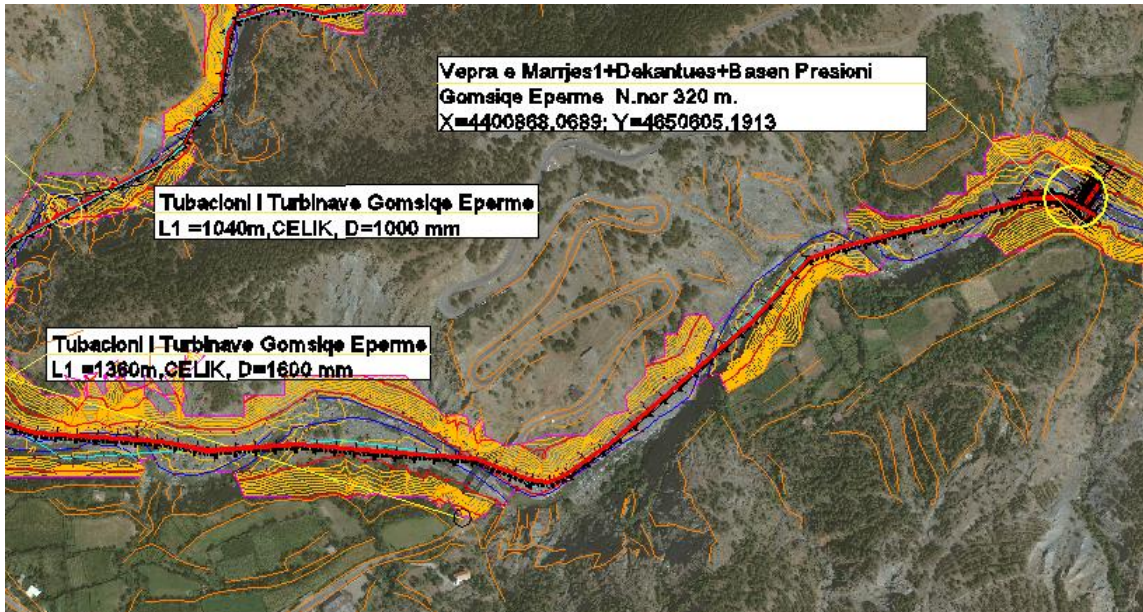 Vepra e Marrjes1+Dekantues+Basen Presioni
Gomsiqe Eperme N.nor 320 m.
X=4400868,0689; Y=4650605,1913
Tubacioni I Turbinave Gomsiqe Eperme
L1 =1040m,CELIK, D=1000 mm
Tubacioni I Turbinave Gomsiqe Eperme
L1 =1360m,CELIK, D=1600 mm